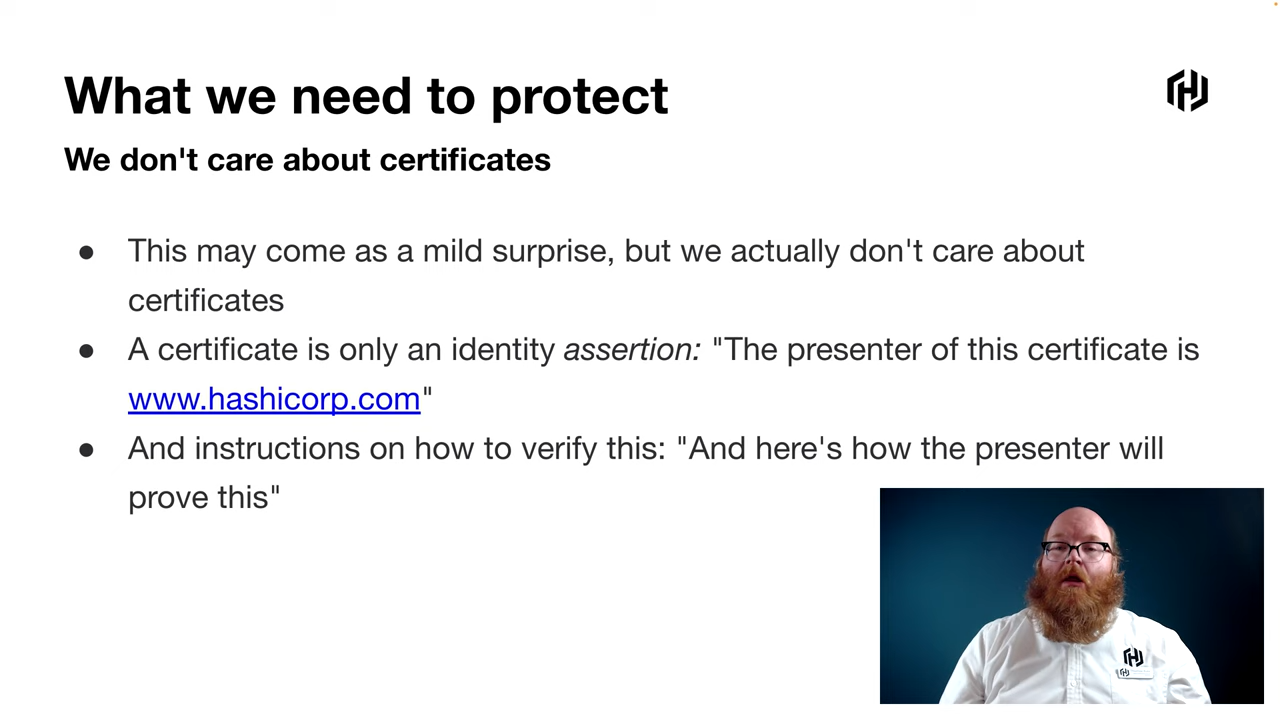 What we need to protect
We don't care about certificates
● This may come as a mild surprise, but we actually don't care about
certificates
● A certificate is only an identity assertion: "The presenter of this certificate is
www.hashicorp.com"
● And instructions on how to verify this: "And here's how the presenter will
prove this"